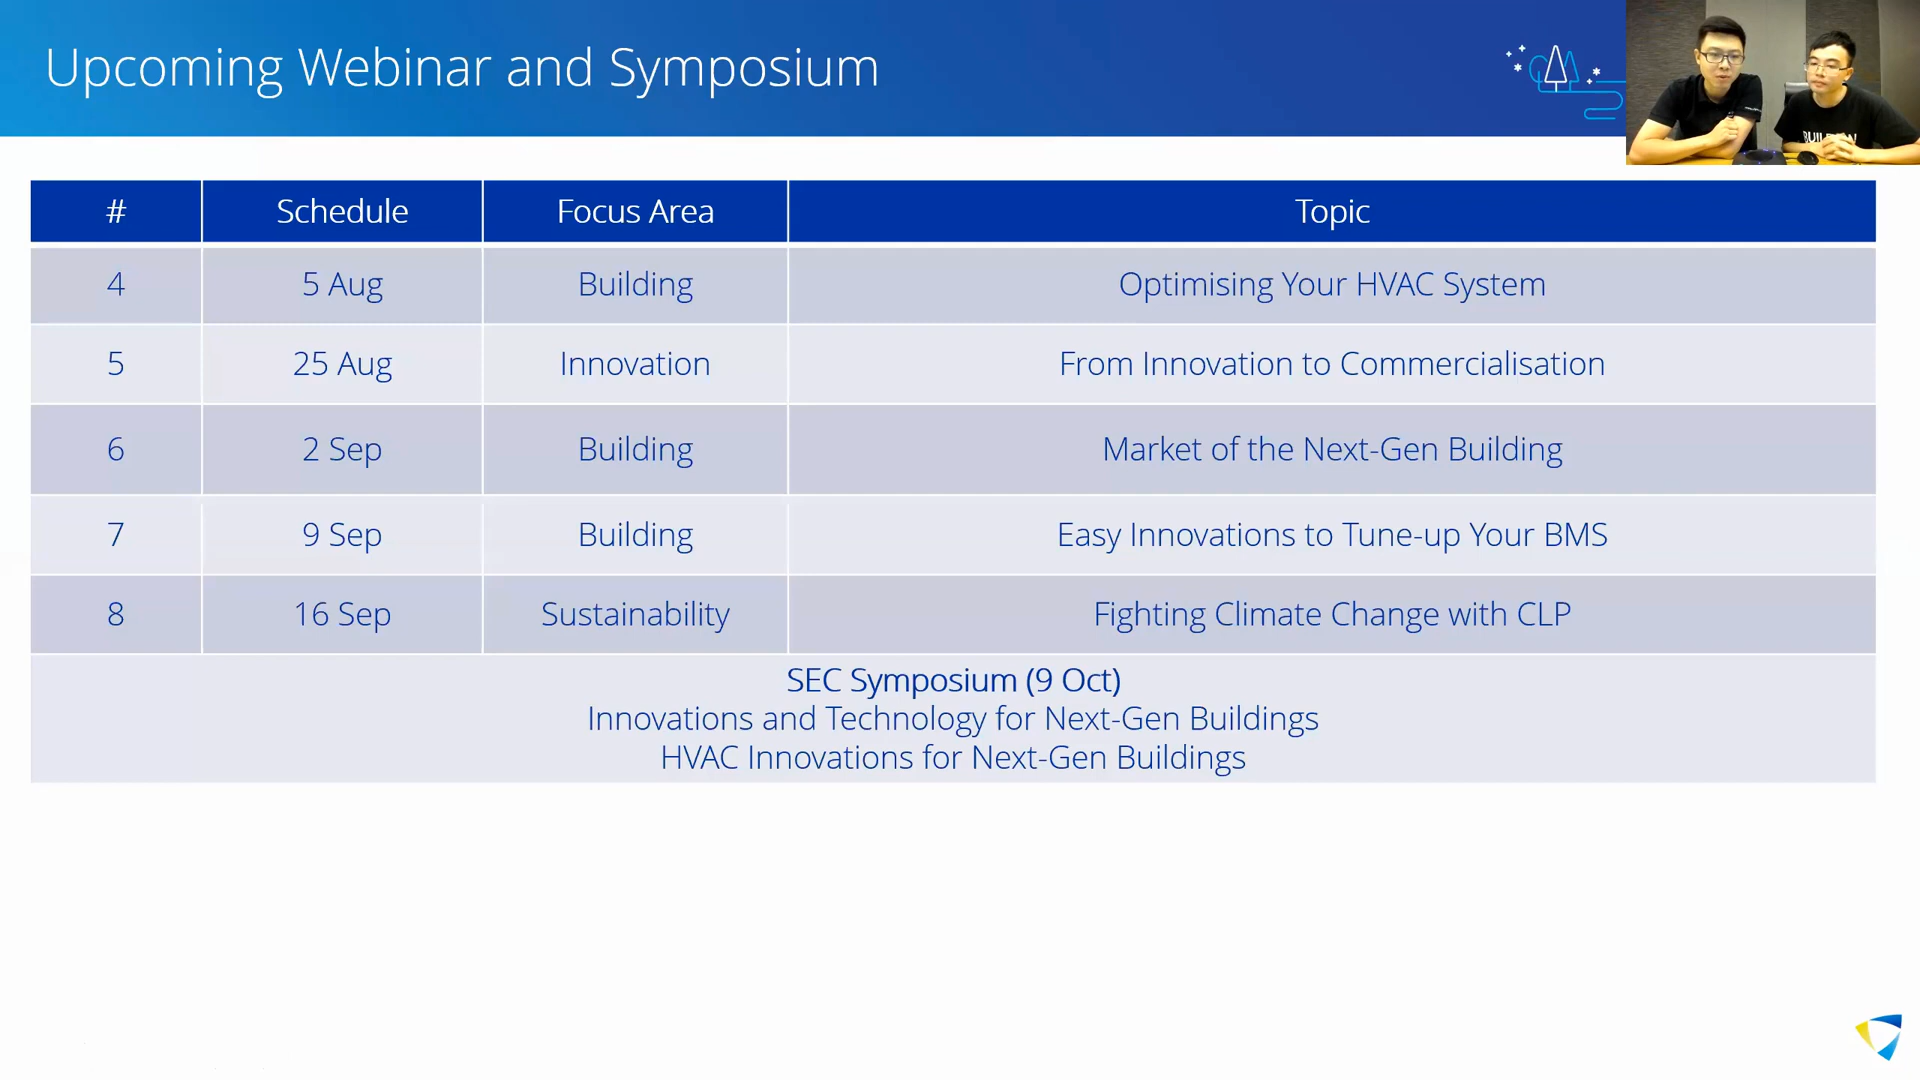 Upcoming Webinar and Symposium
# Schedule Focus Area Topic
4 5 Aug Building Optimising Your HVAC System
5 25 Aug Innovation From Innovation to Commercialisation
6 2 Sep Building Market of the Next-Gen Building
7 9 Sep Building Easy Innovations to Tune-up Your BMS
8 16 Sep Sustainability Fighting Climate Change with CLP
SEC Symposium (9 Oct)
Innovations and Technology for Next-Gen Buildings
HVAC Innovations for Next-Gen Buildings